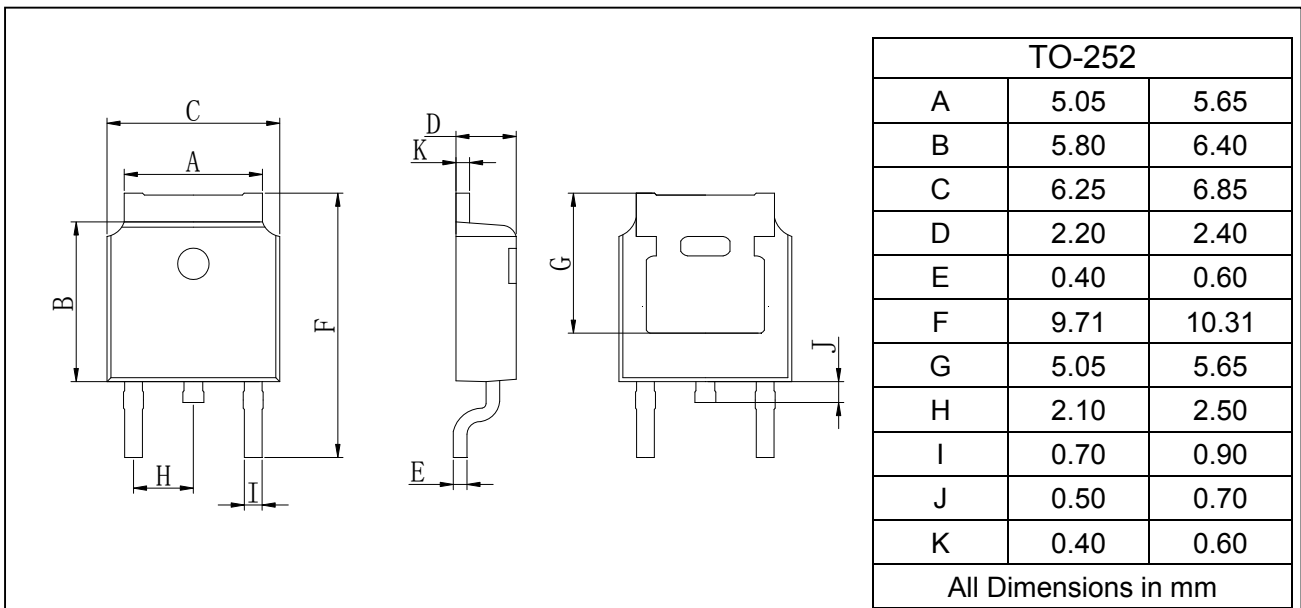 C
A
B
F
H
I
D
K
E
G
J
TO-252
A 5.05 5.65
B 5.80 6.40
C 6.25 6.85
D 2.20 2.40
E 0.40 0.60
F 9.71 10.31
G 5.05 5.65
H 2.10 2.50
I 0.70 0.90
J 0.50 0.70
K 0.40 0.60
All Dimensions in mm